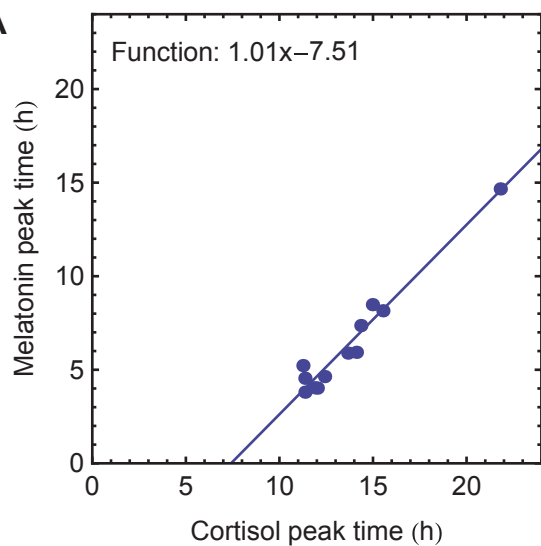 A
Function: 1.01x−7.51
Melatonin peak time (h)
20
15
10
5
0
0 5 10 15 20
Cortisol peak time (h)